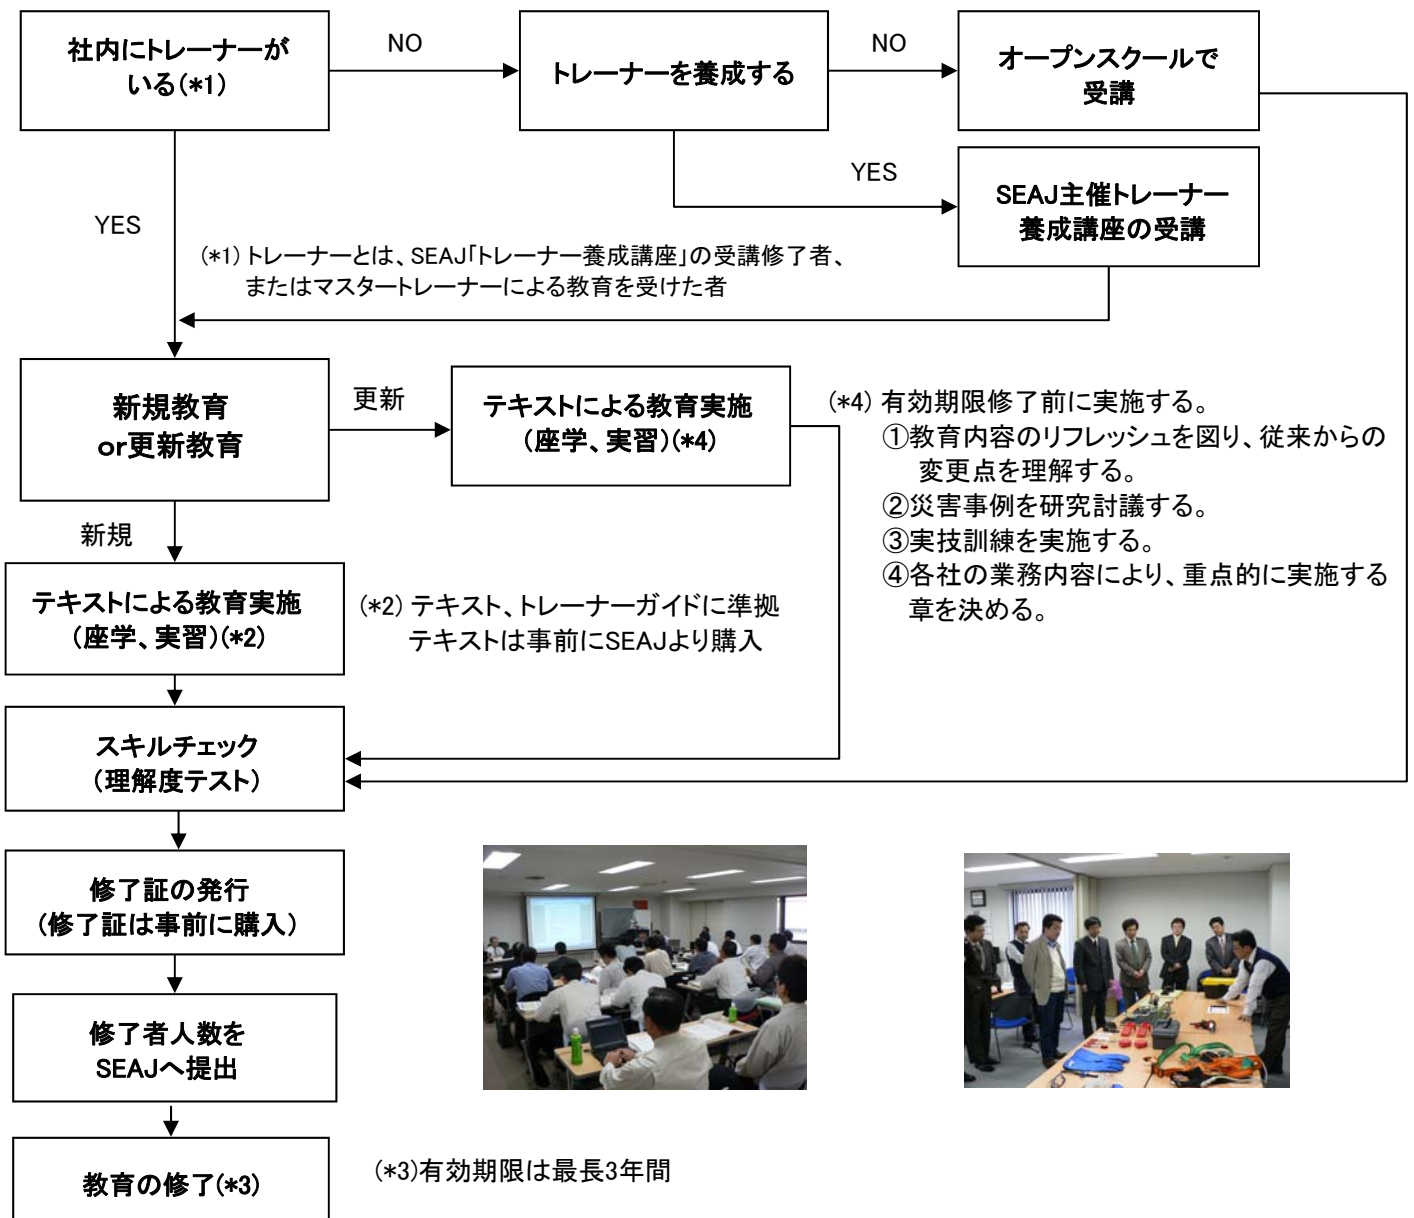 社内にトレーナーが
いる(*1)
NO
トレーナーを養成する
NO
オープンスクールで
受講
YES
SEAJ主催トレーナー
養成講座の受講
YES
(*1) トレーナーとは、SEAJ「トレーナー養成講座」の受講修了者、
またはマスタートレーナーによる教育を受けた者
新規教育
or更新教育
更新
テキストによる教育実施
(座学、実習)(*4)
(*4) 有効期限修了前に実施する。
①教育内容のリフレッシュを図り、従来からの
変更点を理解する。
②災害事例を研究討議する。
③実技訓練を実施する。
④各社の業務内容により、重点的に実施する
章を決める。
新規
テキストによる教育実施
(座学、実習)(*2)
(*2) テキスト、トレーナーガイドに準拠
テキストは事前にSEAJより購入
スキルチェック
(理解度テスト)
修了証の発行
(修了証は事前に購入)
修了者人数を
SEAJへ提出
教育の修了(*3)
(*3)有効期限は最長3年間